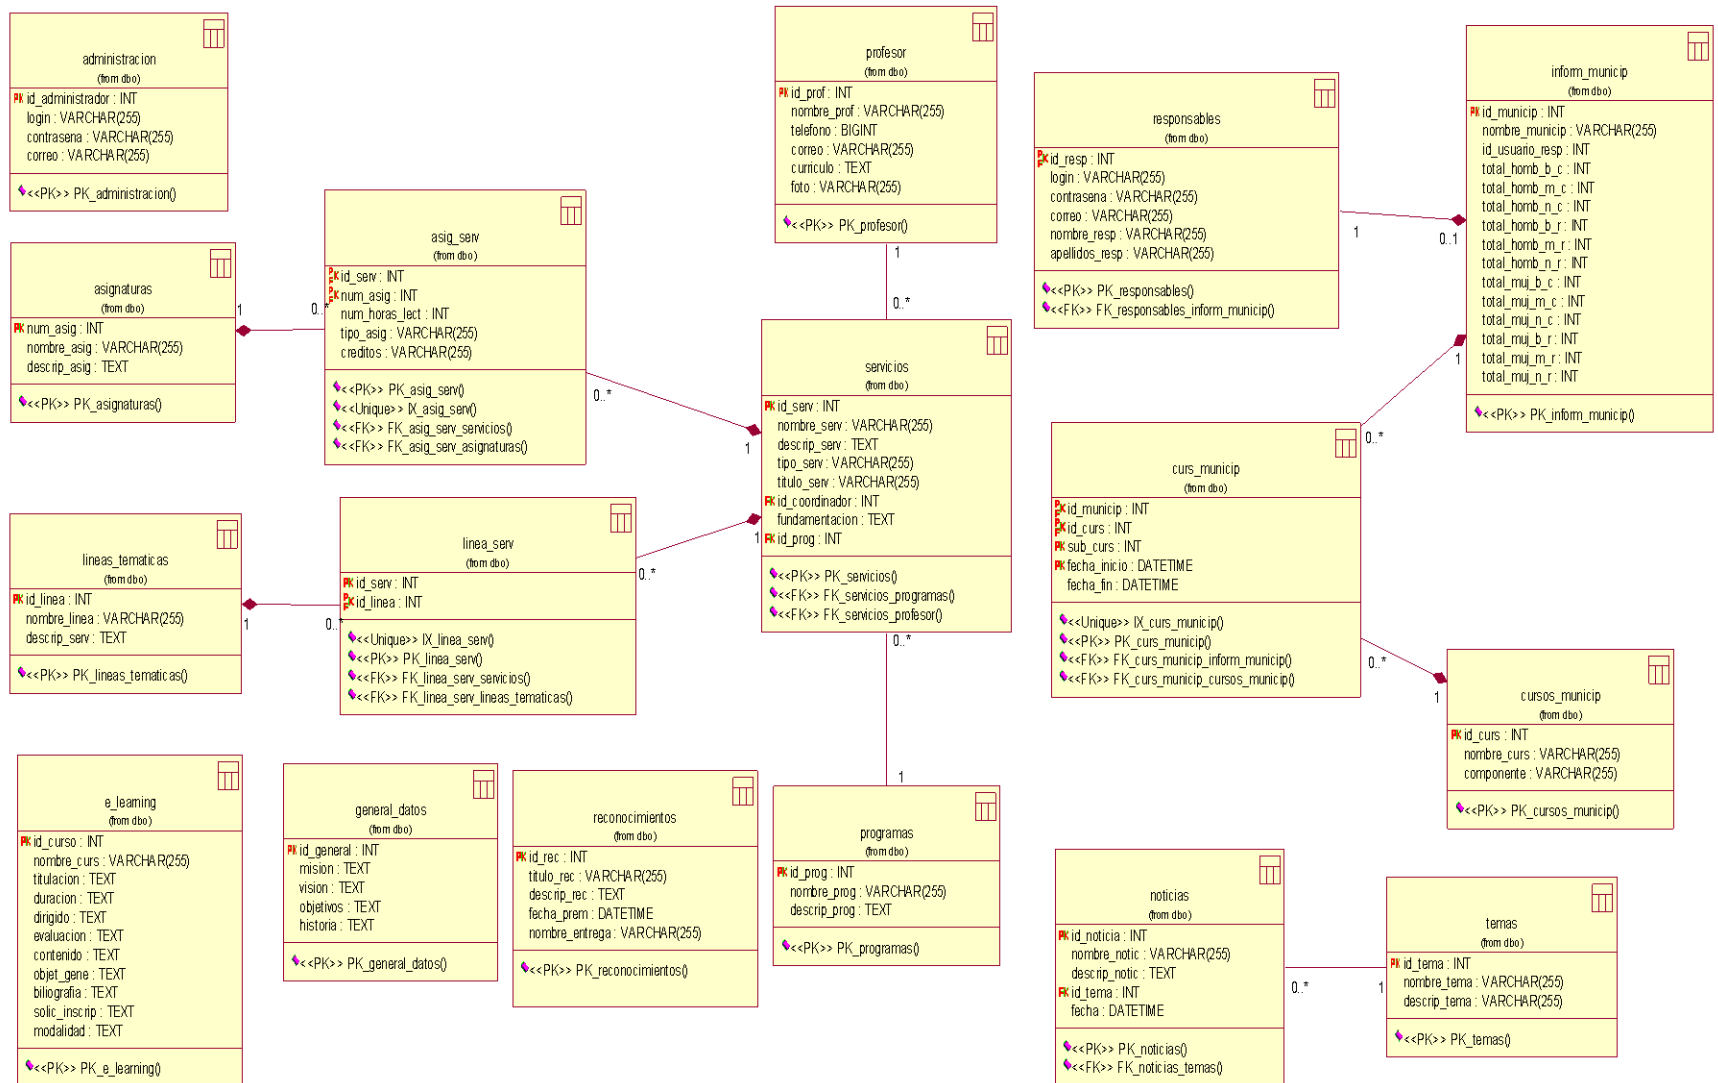 administracion
(from dbo)
PK id_administrador : INT
login : VARCHAR(255)
contrasena : VARCHAR(255)
correo : VARCHAR(255)
<<PK>> PK_administracion()
asignaturas
(from dbo)
PK num_asig : INT
nombre_asig : VARCHAR(255)
descrip_asig : TEXT
<<PK>> PK_asignaturas()
1
0..*
asig_serv
(from dbo)
PFK id_serv : INT
PFK num_asig : INT
num_horas_lect : INT
tipo_asig : VARCHAR(255)
creditos : VARCHAR(255)
<<PK>> PK_asig_serv()
<<Unique>> IX_asig_serv()
<<FK>> FK_asig_serv_servicios()
<<FK>> FK_asig_serv_asignaturas()
0..*
1
profesor
(from dbo)
PK id_prof : INT
nombre_prof : VARCHAR(255)
telefono : BIGINT
correo : VARCHAR(255)
curriculo : TEXT
foto : VARCHAR(255)
<<PK>> PK_profesor()
1
0..*
servicios
(from dbo)
PK id_serv : INT
nombre_serv : VARCHAR(255)
descrip_serv : TEXT
tipo_serv : VARCHAR(255)
titulo_serv : VARCHAR(255)
FK id_coordinador : INT
fundamentacion : TEXT
FK id_prog : INT
<<PK>> PK_servicios()
<<FK>> FK_servicios_programas()
<<FK>> FK_servicios_profesor()
0..*
1
responsables
(from dbo)
PFK id_resp : INT
login : VARCHAR(255)
contrasena : VARCHAR(255)
correo : VARCHAR(255)
nombre_resp : VARCHAR(255)
apellidos_resp : VARCHAR(255)
<<PK>> PK_responsables()
<<FK>> FK_responsables_inform_municip()
1
0..1
inform_municip
(from dbo)
PK id_municip : INT
nombre_municip : VARCHAR(255)
id_usuario_resp : INT
total_homb_b_c : INT
total_homb_m_c : INT
total_homb_n_c : INT
total_homb_b_r : INT
total_homb_m_r : INT
total_homb_n_r : INT
total_muj_b_c : INT
total_muj_m_c : INT
total_muj_n_c : INT
total_muj_b_r : INT
total_muj_m_r : INT
total_muj_n_r : INT
<<PK>> PK_inform_municip()
1
0..*
lineas_tematicas
(from dbo)
PK id_linea : INT
nombre_linea : VARCHAR(255)
descrip_serv : TEXT
<<PK>> PK_lineas_tematicas()
1
0..*
linea_serv
(from dbo)
PFK id_serv : INT
PFK id_linea : INT
<<Unique>> IX_linea_serv()
<<PK>> PK_linea_serv()
<<FK>> FK_linea_serv_servicios()
<<FK>> FK_linea_serv_lineas_tematicas()
0..*
1
curs_municip
(from dbo)
PFK id_municip : INT
PFK id_curs : INT
PK sub_curs : INT
PK fecha_inicio : DATETIME
fecha_fin : DATETIME
<<Unique>> IX_curs_municip()
<<PK>> PK_curs_municip()
<<FK>> FK_curs_municip_inform_municip()
<<FK>> FK_curs_municip_cursos_municip()
0..*
1
cursos_municip
(from dbo)
PK id_curs : INT
nombre_curs : VARCHAR(255)
componente : VARCHAR(255)
<<PK>> PK_cursos_municip()
e_learning
(from dbo)
PK id_curso : INT
nombre_curs : VARCHAR(255)
titulacion : TEXT
duracion : TEXT
dirigido : TEXT
evaluacion : TEXT
contenido : TEXT
objet_gene : TEXT
biliografia : TEXT
solic_inscrip : TEXT
modalidad : TEXT
<<PK>> PK_e_learning()
general_datos
(from dbo)
PK id_general : INT
mision : TEXT
vision : TEXT
objetivos : TEXT
historia : TEXT
<<PK>> PK_general_datos()
reconocimientos
(from dbo)
PK id_rec : INT
titulo_rec : VARCHAR(255)
descrip_rec : TEXT
fecha_prem : DATETIME
nombre_entrega : VARCHAR(255)
<<PK>> PK_reconocimientos()
programas
(from dbo)
PK id_prog : INT
nombre_prog : VARCHAR(255)
descrip_prog : TEXT
<<PK>> PK_programas()
noticias
(from dbo)
PK id_noticia : INT
nombre_notic : VARCHAR(255)
descrip_notic : TEXT
FK id_tema : INT
fecha : DATETIME
<<PK>> PK_noticias()
<<FK>> FK_noticias_temas()
0..*
1
temas
(from dbo)
PK id_tema : INT
nombre_tema : VARCHAR(255)
descrip_tema : VARCHAR(255)
<<PK>> PK_temas()